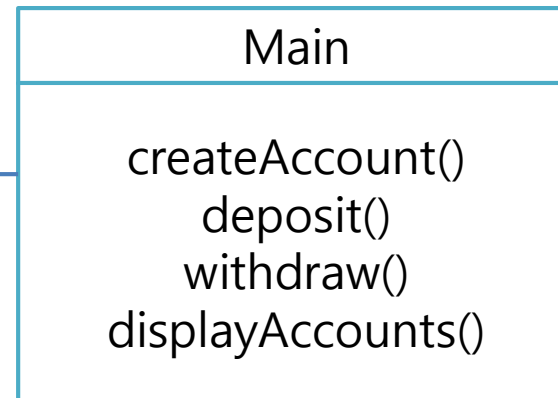 Main
createAccount()
deposit()
withdraw()
displayAccounts()